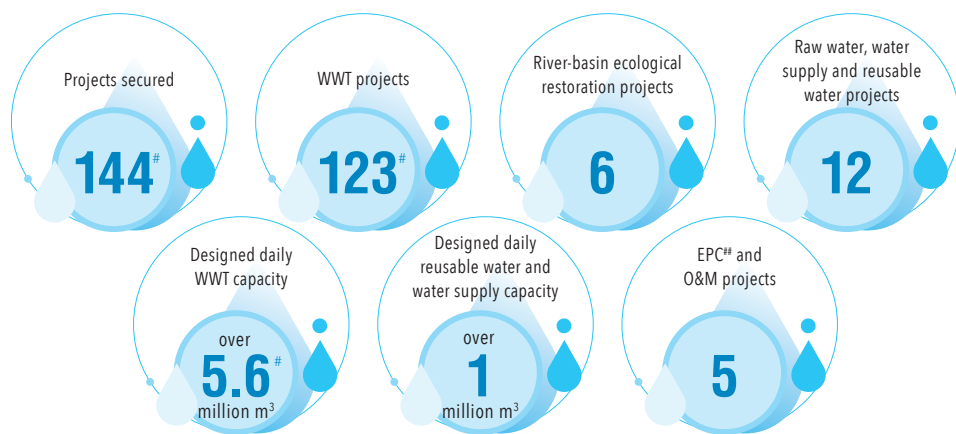 Projects secured
144#
WWT projects
123#
River-basin ecological
restoration projects
6
Raw water, water
supply and reusable
water projects
12
Designed daily
WWT capacity
over
5.6#
million m³
Designed daily
reusable water and
water supply capacity
over
1
million m³
EPC## and
O&M projects
5